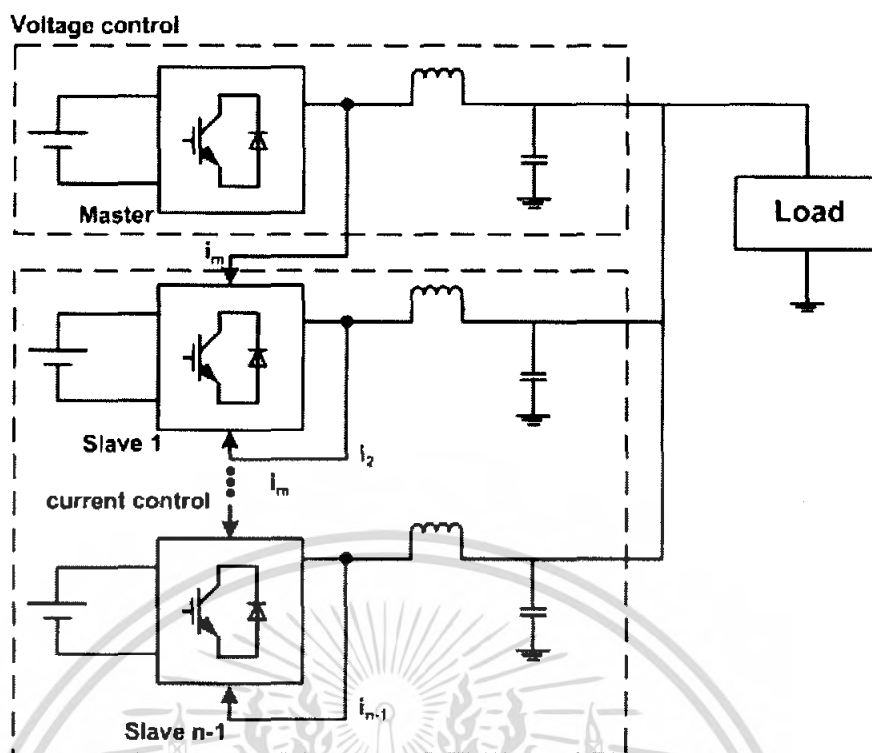 Voltage control
Master
Load
i_m
Slave 1
i_2
i_m
current control
Slave n-1
i_n-1